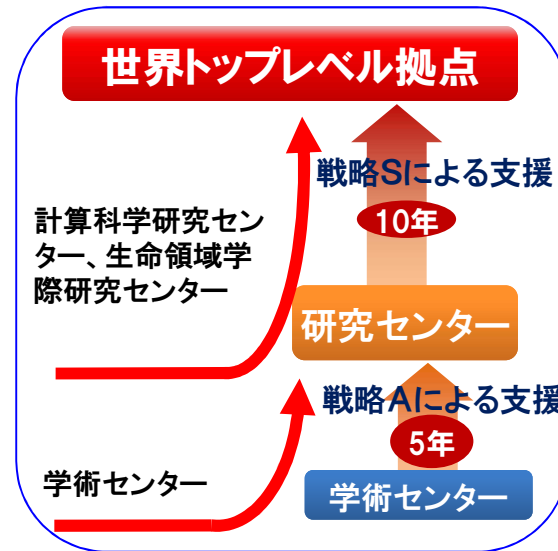 世界トップレベル拠点
戦略Sによる支援
10年
計算科学研究セン
ター、生命領域学
際研究センター
研究センター
戦略Aによる支援
5年
学術センター
学術センター